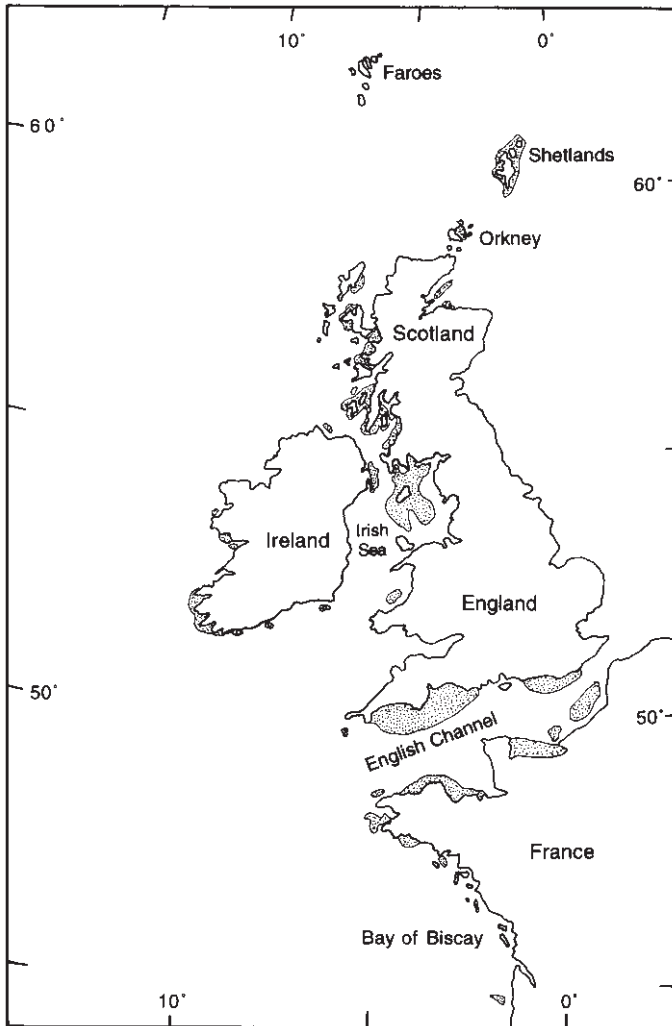 10°
0°
Faroes
60°
Shetlands
60°
Orkney
Scotland
Ireland
Irish
Sea
England
50°
50°
English Channel
France
Bay of Biscay
10°
0°